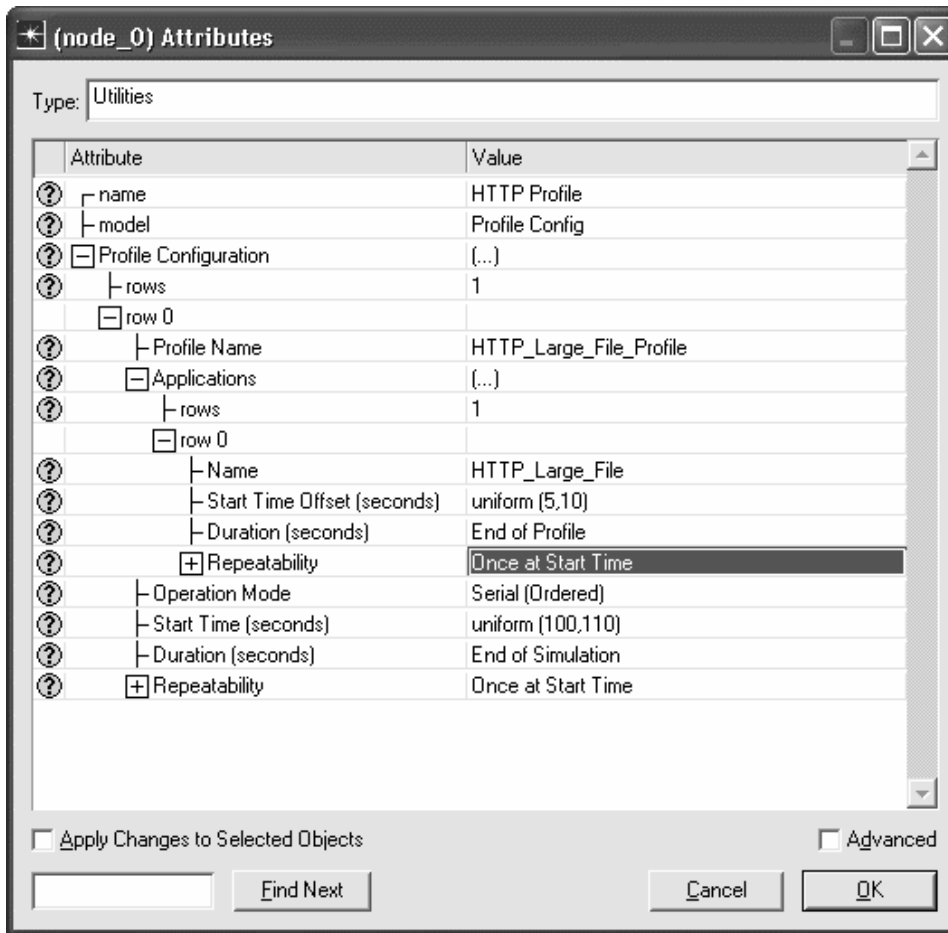 (node_0) Attributes
Type: Utilities
Attribute Value
name HTTP Profile
model Profile Config
Profile Configuration (...)
rows 1
row 0
Profile Name HTTP_Large_File_Profile
Applications (...)
rows 1
row 0
Name HTTP_Large_File
Start Time Offset (seconds) uniform (5,10)
Duration (seconds) End of Profile
Repeatability Once at Start Time
Operation Mode Serial (Ordered)
Start Time (seconds) uniform (100,110)
Duration (seconds) End of Simulation
Repeatability Once at Start Time
Apply Changes to Selected Objects Advanced
Find Next Cancel OK